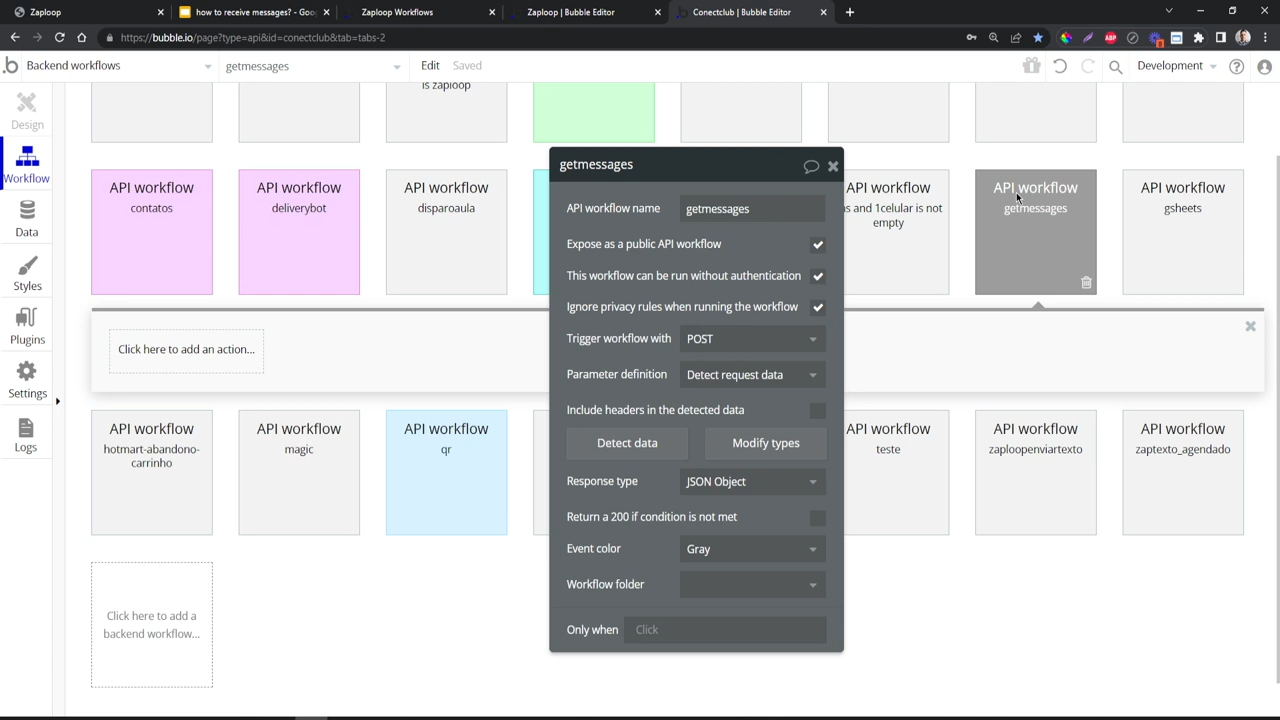 Zaploop
how to receive messages? - Goo
Zaploop Workflows
Zaploop | Bubble Editor
Conectclub | Bubble Editor
https://bubble.io/page?type=api&id=conectclub&tab=tabs-2
Backend workflows
getmessages
Edit
Saved
Development
Design
Workflow
Data
Styles
Plugins
Settings
Logs
is zaploop
API workflow
contatos
API workflow
deliverybot
API workflow
disparoaula
API workflow
s and 1celular is not
empty
API workflow
getmessages
API workflow
gsheets
Click here to add an action...
getmessages
API workflow name
getmessages
Expose as a public API workflow
This workflow can be run without authentication
Ignore privacy rules when running the workflow
Trigger workflow with
POST
Parameter definition
Detect request data
Include headers in the detected data
Detect data
Modify types
Response type
JSON Object
Return a 200 if condition is not met
Event color
Gray
Workflow folder
Only when
Click
API workflow
hotmart-abandono-
carrinho
API workflow
magic
API workflow
qr
API workflow
teste
API workflow
zaploopenviartexto
API workflow
zaptexto_agendado
Click here to add a
backend workflow...